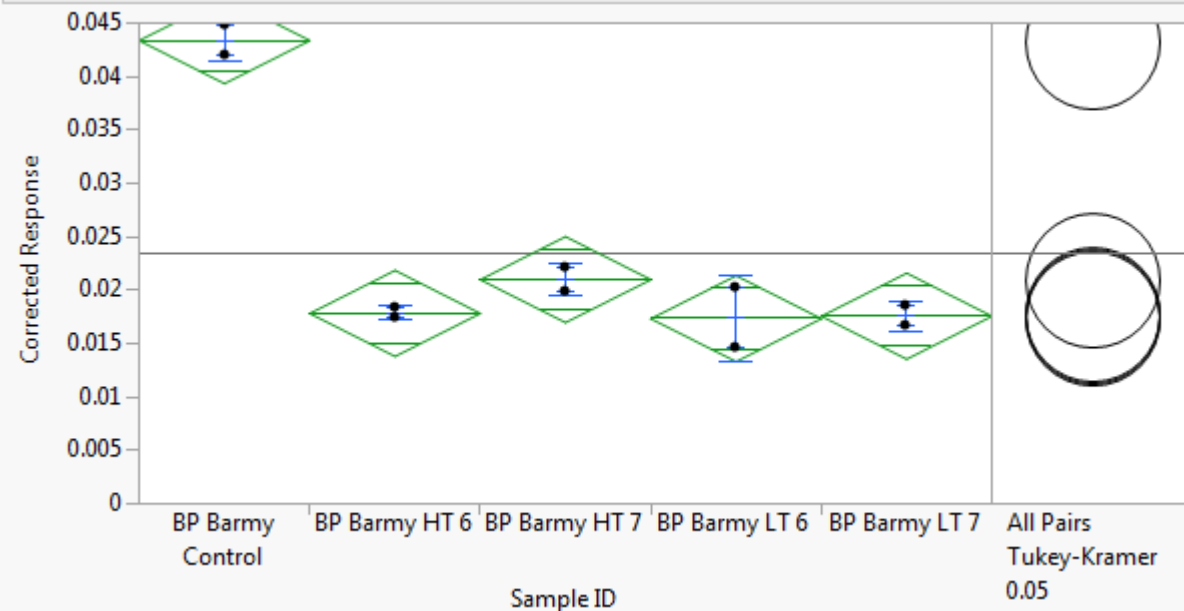 0.045
0.04
0.035
0.03
0.025
0.02
0.015
0.01
0.005
0
Corrected Response
BP Barmy
Control
BP Barmy HT 6
BP Barmy HT 7
BP Barmy LT 6
BP Barmy LT 7
All Pairs
Tukey-Kramer
0.05
Sample ID